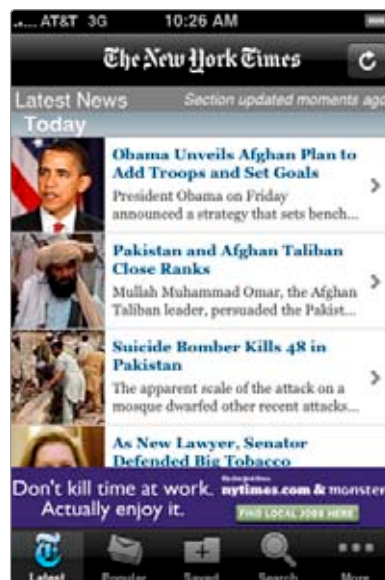 AT&T 3G 10:26 AM
The New York Times
Latest News Section updated moments ago
Today
Obama Unveils Afghan Plan to
Add Troops and Set Goals
President Obama on Friday
announced a strategy that sets bench...
Pakistan and Afghan Taliban
Close Ranks
Mullah Muhammad Omar, the Afghan
Taliban leader, persuaded the Pakist...
Suicide Bomber Kills 48 in
Pakistan
The apparent scale of the attack on a
mosque dwarfed other recent attacks...
As New Lawyer, Senator
Defended Big Tobacco
Don't kill time at work.
Actually enjoy it.
The New York Times
nytimes.com & monster
FIND LOCAL JOBS HERE
Latest Popular Saved Search More